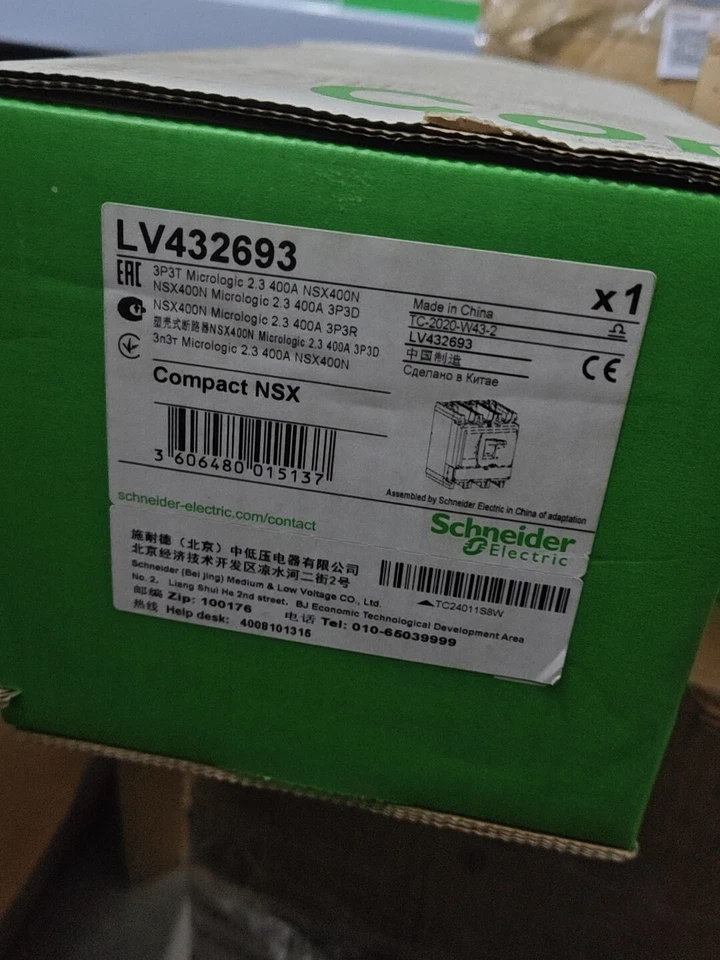 LV432693
x1
EAC
3P3T Micrologic 2.3 400A NSX400N
NSX400N Micrologic 2.3 400A 3P3D
NSX400N Micrologic 2.3 400A 3P3R
塑壳式断路器NSX400N Micrologic 2.3 400A 3P3D
3п3т Micrologic 2.3 400A NSX400N
Made in China
TC-2020-W43-2
LV432693
中国制造
Сделано в Китае
CE
Compact NSX
3 606480 015137
Assembled by Schneider Electric in China of adaptation
schneider-electric.com/contact
Schneider
Electric
施耐德（北京）中低压电器有限公司
北京经济技术开发区凉水河二街2号
Schneider (Bei jing) Medium & Low Voltage CO., Ltd.
No. 2, Liang Shui He 2nd street, BJ Economic Technological Development Area
邮编 Zip: 100176 电话 Tel: 010-65039999
热线 Help desk: 4008101315
TC24011S8W